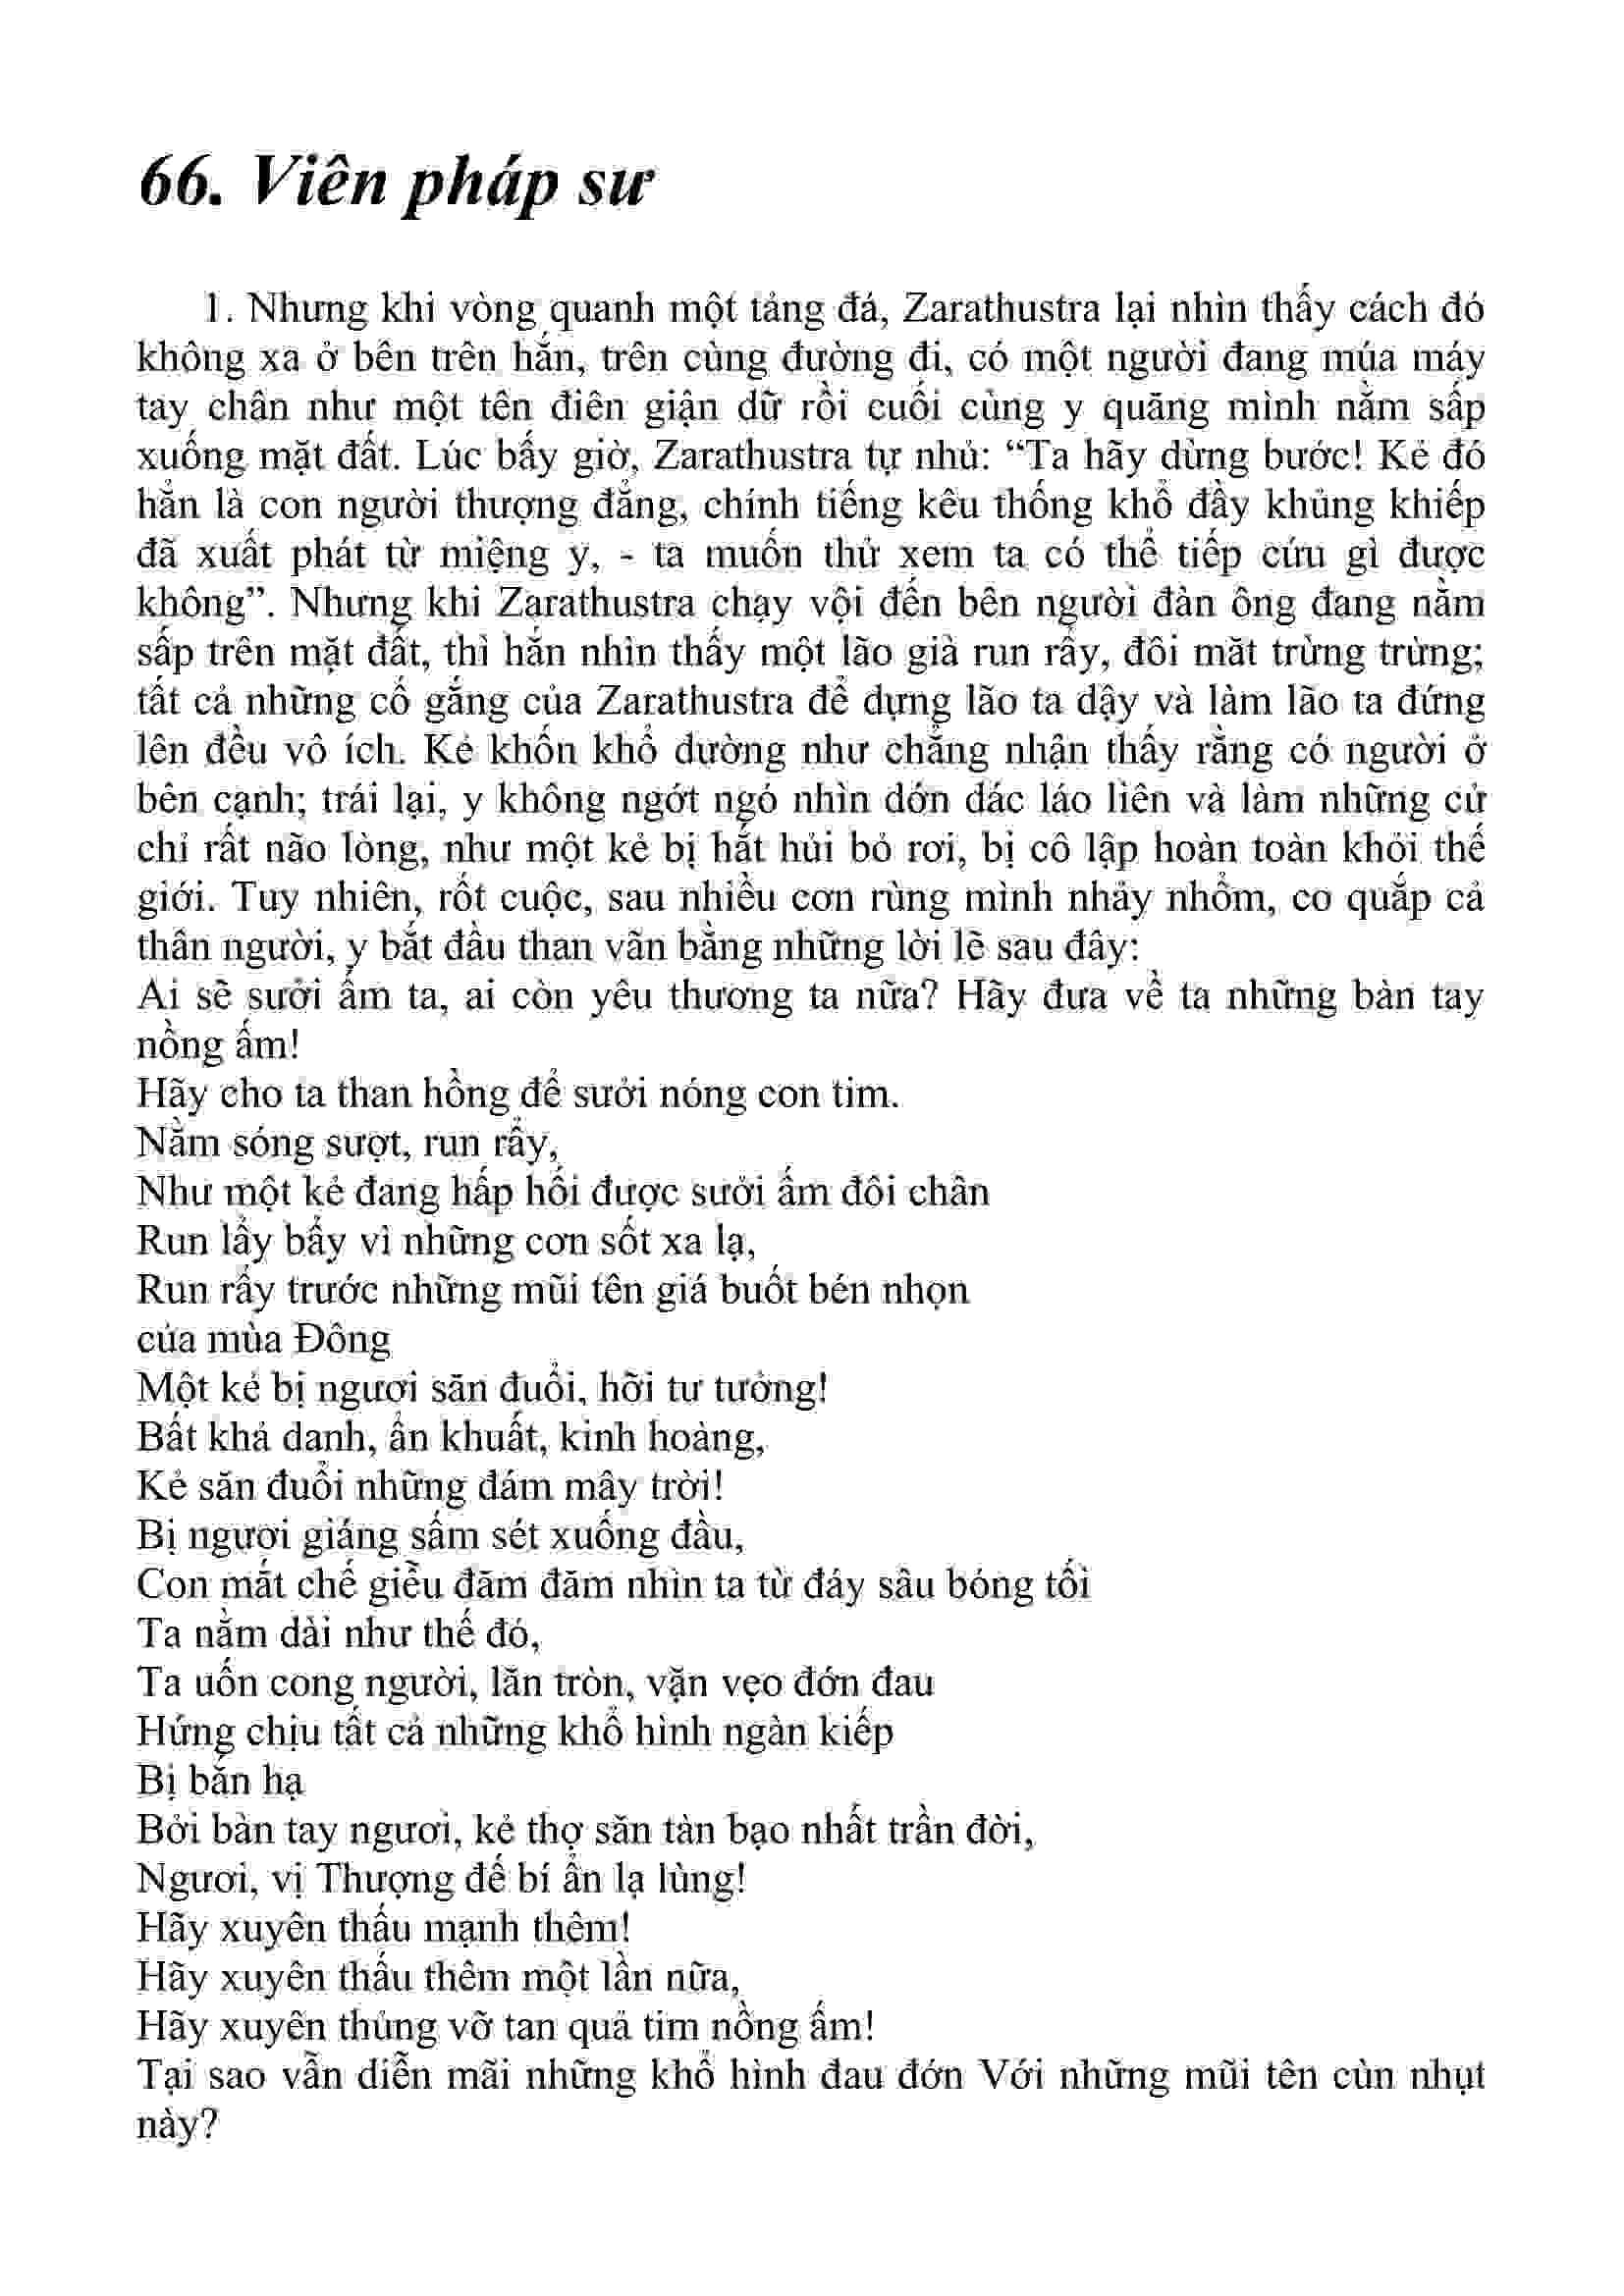 66. Viên pháp sư
1. Nhưng khi vòng quanh một tảng đá, Zarathustra lại nhìn thấy cách đó
không xa ở bên trên hắn, trên cùng đường đi, có một người đang múa máy
tay chân như một tên điên giận dữ rồi cuối cùng y quăng mình nằm sấp
xuống mặt đất. Lúc bấy giờ, Zarathustra tự nhủ: “Ta hãy dừng bước! Kẻ đó
hẳn là con người thượng đẳng, chính tiếng kêu thống khổ đầy khủng khiếp
đã xuất phát từ miệng y, - ta muốn thử xem ta có thể tiếp cứu gì được
không”. Nhưng khi Zarathustra chạy vội đến bên người đàn ông đang nằm
sấp trên mặt đất, thì hắn nhìn thấy một lão già run rẩy, đôi mắt trừng trừng;
tất cả những cố gắng của Zarathustra để dựng lão ta dậy và làm lão ta đứng
lên đều vô ích. Kẻ khốn khổ dường như chẳng nhận thấy rằng có người ở
bên cạnh; trái lại, y không ngớt ngó nhìn dớn dác láo liên và làm những cử
chỉ rất não lòng, như một kẻ bị hắt hủi bỏ rơi, bị cô lập hoàn toàn khỏi thế
giới. Tuy nhiên, rốt cuộc, sau nhiều cơn rùng mình nhảy nhổm, co quắp cả
thân người, y bắt đầu than vãn bằng những lời lẽ sau đây:
Ai sẽ sưởi ấm ta, ai còn yêu thương ta nữa? Hãy đưa về ta những bàn tay
nồng ấm!
Hãy cho ta than hồng để sưởi nóng con tim.
Nằm sóng sượt, run rẩy,
Như một kẻ đang hấp hối được sưởi ấm đôi chân
Run lẩy bẩy vì những cơn sốt xa lạ,
Run rẩy trước những mũi tên giá buốt bén nhọn
của mùa Đông
Một kẻ bị ngươi săn đuổi, hỡi tư tưởng!
Bất khả danh, ẩn khuất, kinh hoàng,
Kẻ săn đuổi những đám mây trời!
Bị ngươi giáng sấm sét xuống đầu,
Con mắt chế giễu đăm đăm nhìn ta từ đáy sâu bóng tối
Ta nằm dài như thế đó,
Ta uốn cong người, lăn tròn, vặn vẹo đớn đau
Hứng chịu tất cả những khổ hình ngàn kiếp
Bị bắn hạ
Bởi bàn tay ngươi, kẻ thợ săn tàn bạo nhất trần đời,
Ngươi, vị Thượng đế bí ẩn lạ lùng!
Hãy xuyên thấu mạnh thêm!
Hãy xuyên thấu thêm một lần nữa,
Hãy xuyên thủng vỡ tan quả tim nồng ấm!
Tại sao vẫn diễn mãi những khổ hình đau đớn Với những mũi tên cùn nhụt
này?